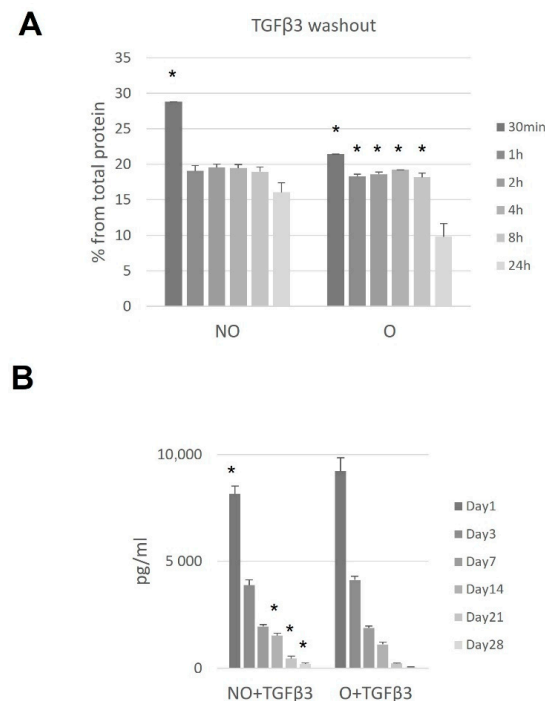 A
TGFβ3 washout
35
30
25
20
15
10
5
0
% from total protein
*
*
*
*
*
*
NO
O
30min
1h
2h
4h
8h
24h
B
10,000
5 000
0
pg/ml
*
*
*
*
NO+TGFβ3
O+TGFβ3
Day1
Day3
Day7
Day14
Day21
Day28